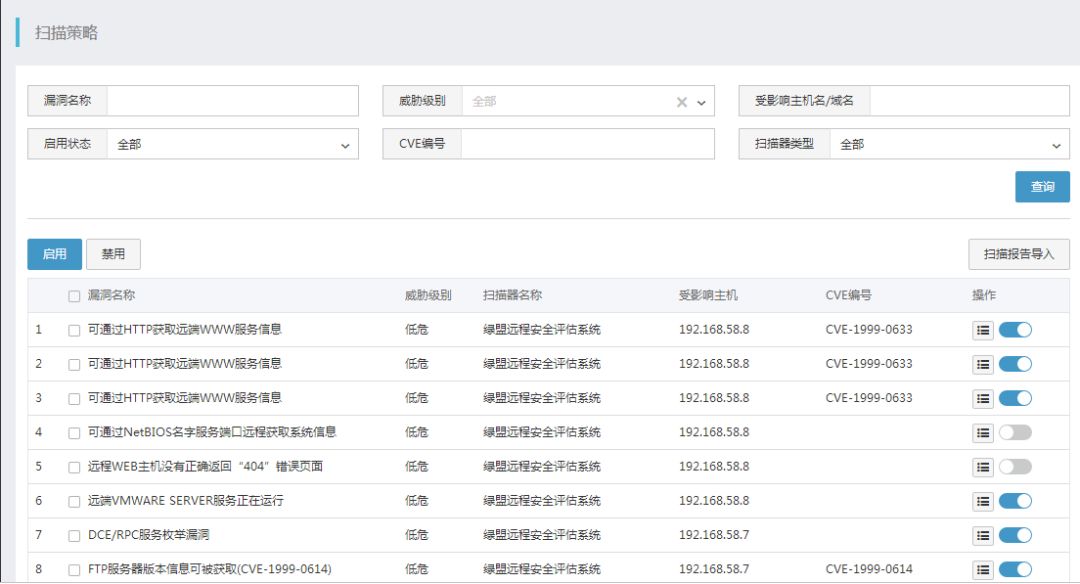 扫描策略
漏洞名称 威胁级别 全部 受影响主机名/域名
启用状态 全部 CVE编号 扫描器类型 全部
查询
启用 禁用 扫描报告导入
漏洞名称 威胁级别 扫描器名称 受影响主机 CVE编号 操作
1 可通过HTTP获取远端WWW服务信息 低危 绿盟远程安全评估系统 192.168.58.8 CVE-1999-0633
2 可通过HTTP获取远端WWW服务信息 低危 绿盟远程安全评估系统 192.168.58.8 CVE-1999-0633
3 可通过HTTP获取远端WWW服务信息 低危 绿盟远程安全评估系统 192.168.58.8 CVE-1999-0633
4 可通过NetBIOS名字服务端口远程获取系统信息 低危 绿盟远程安全评估系统 192.168.58.8
5 远程WEB主机没有正确返回“404”错误页面 低危 绿盟远程安全评估系统 192.168.58.8
6 远端VMWARE SERVER服务正在运行 低危 绿盟远程安全评估系统 192.168.58.8
7 DCE/RPC服务枚举漏洞 低危 绿盟远程安全评估系统 192.168.58.7
8 FTP服务器版本信息可被获取(CVE-1999-0614) 低危 绿盟远程安全评估系统 192.168.58.7 CVE-1999-0614